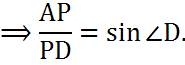 ⇒ AP/PD = sin ∠D.